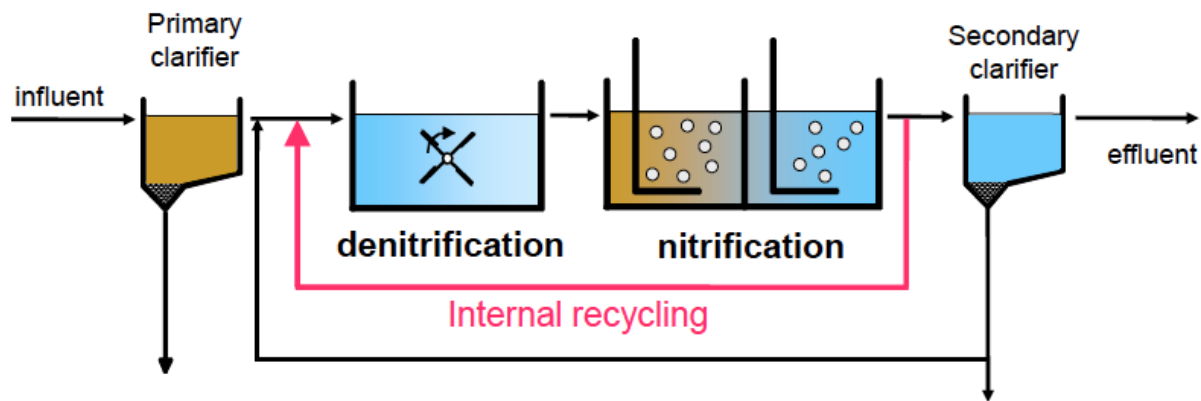 Primary
clarifier
influent
Secondary
clarifier
effluent
denitrification
nitrification
Internal recycling